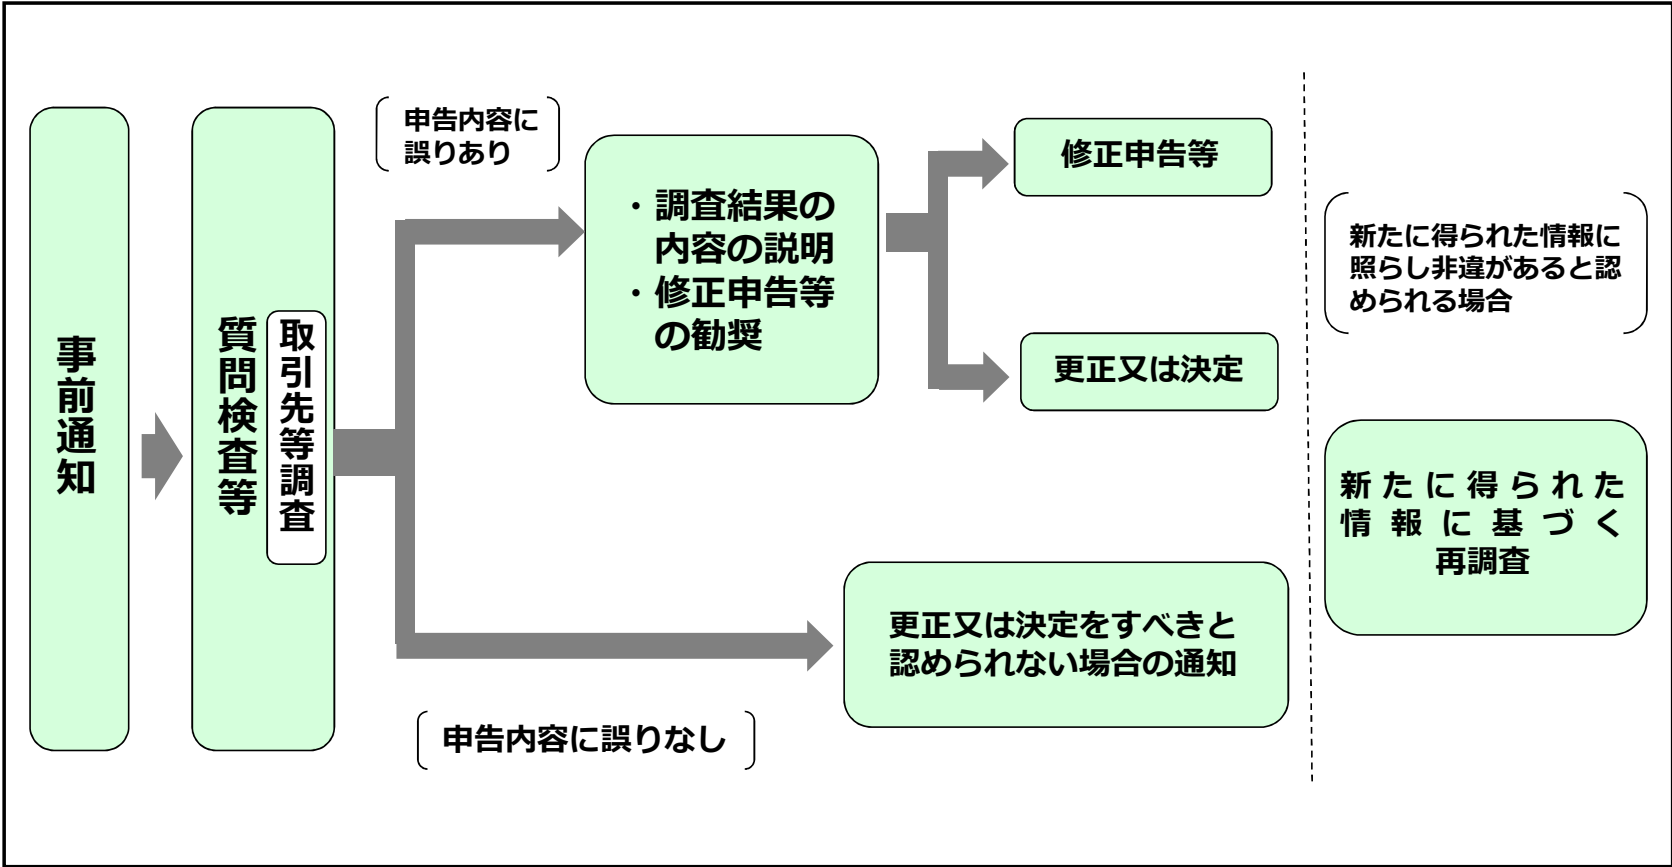 事前通知
質問検査等
取引先等調査
申告内容に
誤りあり
・調査結果の
内容の説明
・修正申告等
の勧奨
修正申告等
更正又は決定
申告内容に誤りなし
更正又は決定をすべきと
認められない場合の通知
新たに得られた情報に
照らし非違があると認
められる場合
新たに得られた
情報に基づく
再調査